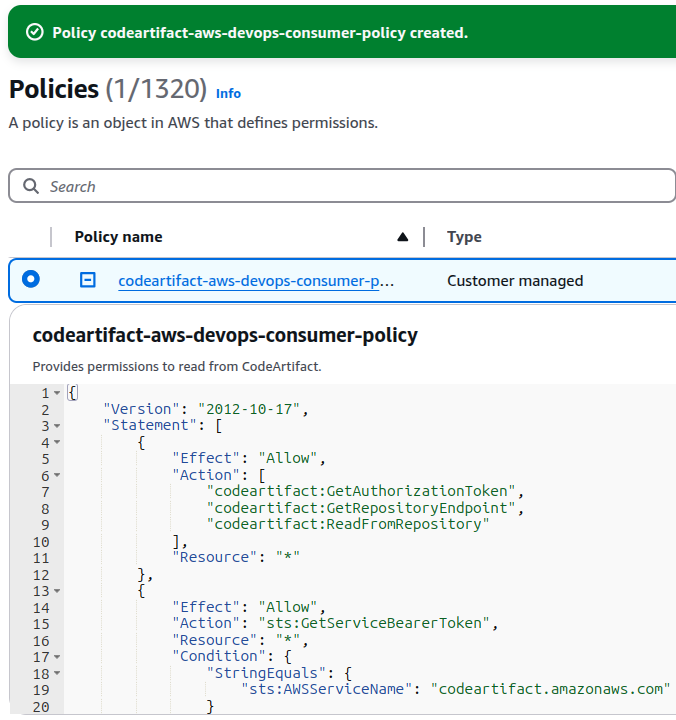 Policy codeartifact-aws-devops-consumer-policy created.
Policies (1/1320) Info
A policy is an object in AWS that defines permissions.
Search
Policy name Type
codeartifact-aws-devops-consumer-p... Customer managed
codeartifact-aws-devops-consumer-policy
Provides permissions to read from CodeArtifact.
1 {
2 "Version": "2012-10-17",
3 "Statement": [
4 {
5 "Effect": "Allow",
6 "Action": [
7 "codeartifact:GetAuthorizationToken",
8 "codeartifact:GetRepositoryEndpoint",
9 "codeartifact:ReadFromRepository"
10 ],
11 "Resource": "*"
12 },
13 {
14 "Effect": "Allow",
15 "Action": "sts:GetServiceBearerToken",
16 "Resource": "*",
17 "Condition": {
18 "StringEquals": {
19 "sts:AWSServiceName": "codeartifact.amazonaws.com"
20 }